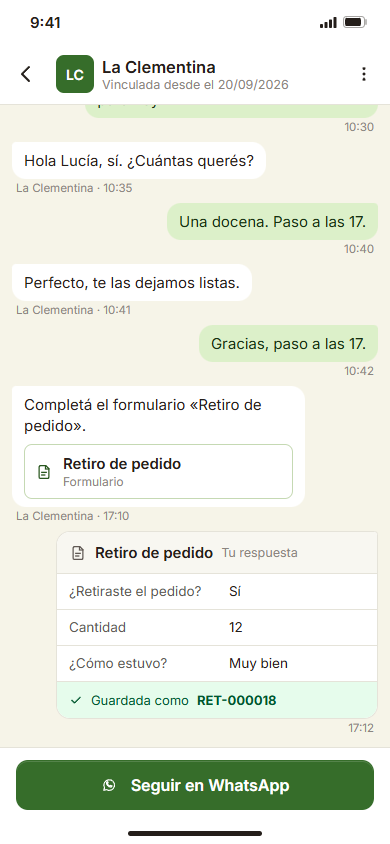 9:41
LC
La Clementina
Vinculada desde el 20/09/2026
10:30
Hola Lucía, sí. ¿Cuántas querés?
La Clementina · 10:35
Una docena. Paso a las 17.
10:40
Perfecto, te las dejamos listas.
La Clementina · 10:41
Gracias, paso a las 17.
10:42
Completá el formulario «Retiro de
pedido».
Retiro de pedido
Formulario
La Clementina · 17:10
Retiro de pedido Tu respuesta
¿Retiraste el pedido? Sí
Cantidad 12
¿Cómo estuvo? Muy bien
Guardada como RET-000018
17:12
Seguir en WhatsApp